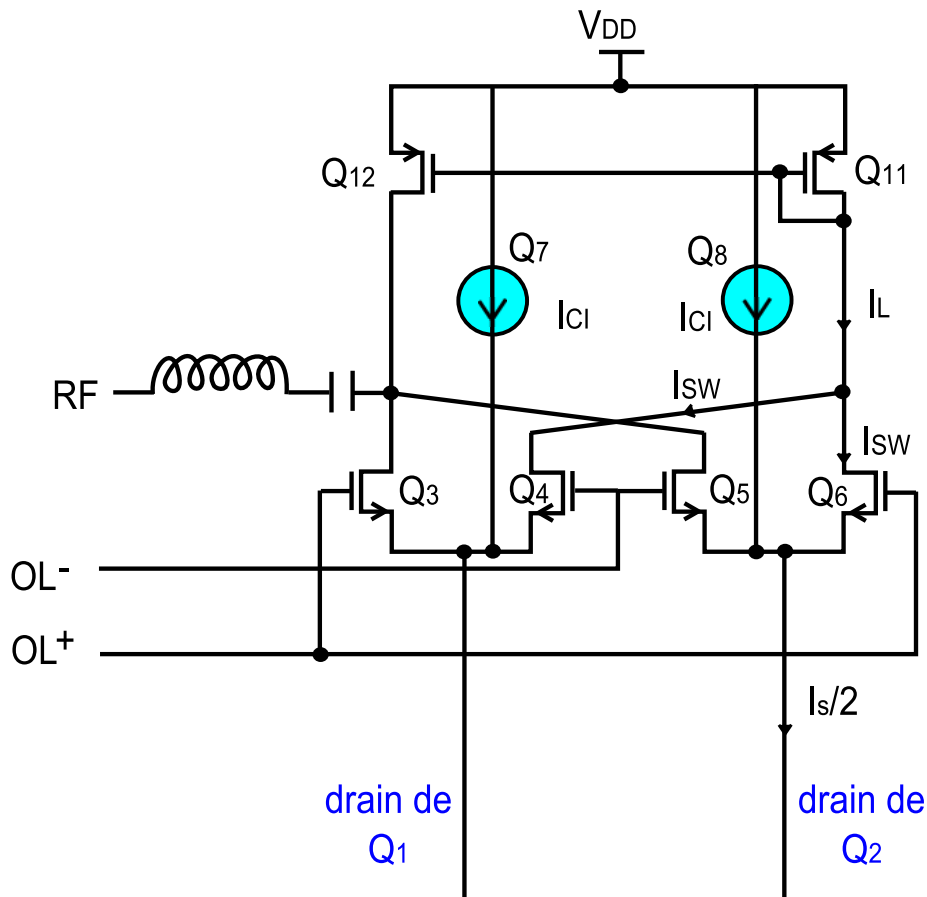 VDD
Q12
Q11
Q7
Q8
ICI
ICI
IL
RF
ISW
ISW
Q3
Q4
Q5
Q6
OL-
OL+
Is/2
drain de
Q1
drain de
Q2